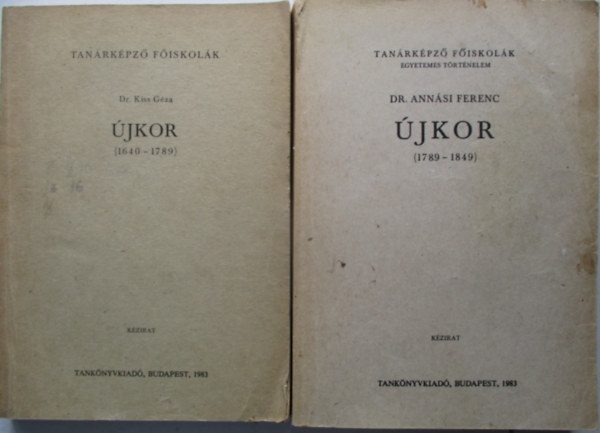 TANÁRKÉPZŐ FŐISKOLÁK
Dr. Kiss Géza
ÚJKOR
(1640-1789)
KÉZIRAT
TANKÖNYVKIADÓ, BUDAPEST, 1983
TANÁRKÉPZŐ FŐISKOLÁK
EGYETEMES TÖRTÉNELEM
DR. ANNÁSI FERENC
ÚJKOR
(1789-1849)
KÉZIRAT
TANKÖNYVKIADÓ, BUDAPEST, 1983